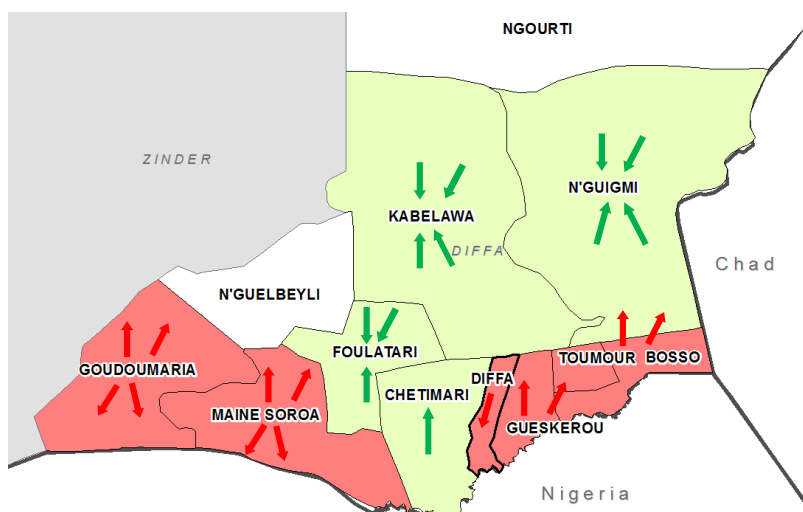 NGOURTI
ZINDER
N'GUIGMI
KABELAWA
DIFFA
Chad
N'GUELBEYLI
FOULATARI
TOUMOUR BOSSO
GOUDOUMARIA
DIFFA
CHETIMARI
MAINE SOROA
GUESKEROU
Nigeria